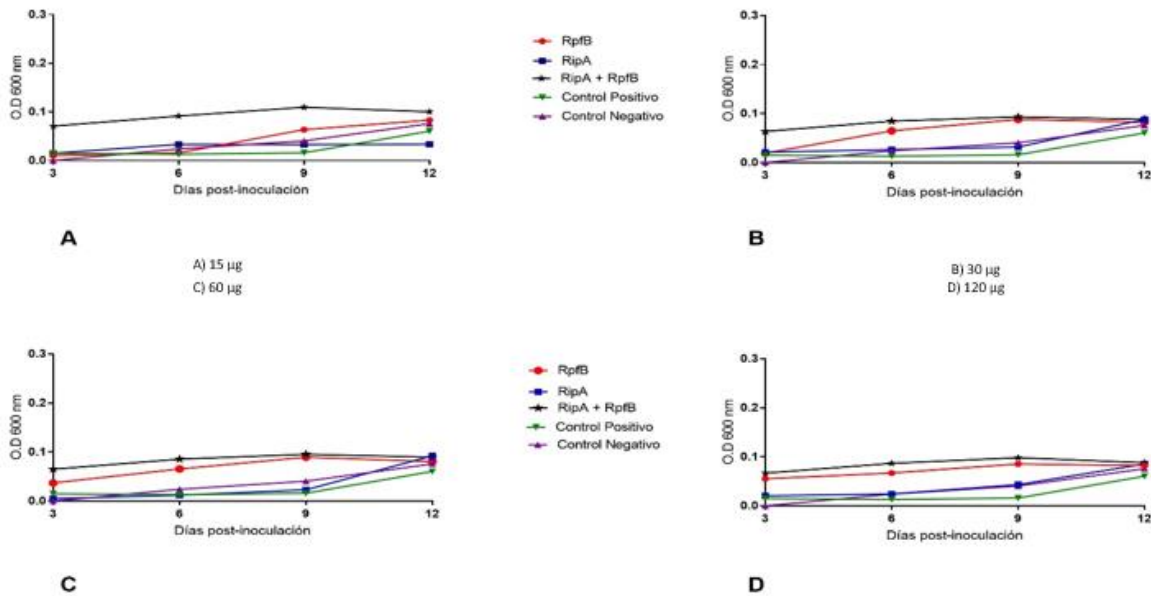 0.3
0.2
0.1
0.0
O.D 600 nm
3
6
9
12
Días post-inoculación
A
RpfB
RipA
RipA + RpfB
Control Positivo
Control Negativo
0.3
0.2
0.1
0.0
O.D 600 nm
3
6
9
12
Días post-inoculación
B
A) 15 µg
C) 60 µg
B) 30 µg
D) 120 µg
0.3
0.2
0.1
0.0
O.D 600 nm
3
6
9
12
Días post-inoculación
C
RpfB
RipA
RipA + RpfB
Control Positivo
Control Negativo
0.3
0.2
0.1
0.0
O.D 600 nm
3
6
9
12
Días post-inoculación
D